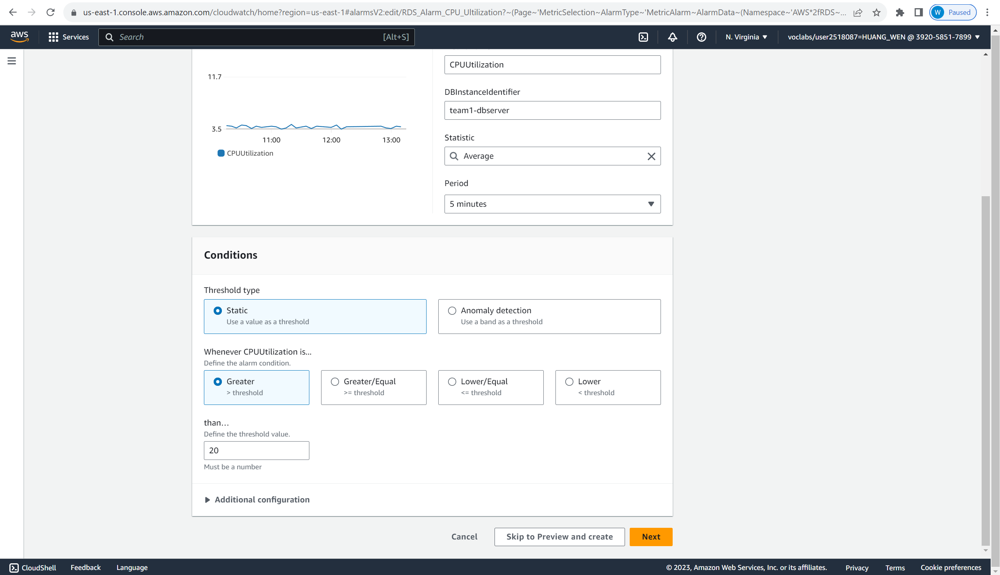 us-east-1.console.aws.amazon.com/cloudwatch/home?region=us-east-1#alarmsV2:edit/RDS_Alarm_CPU_Ultilization?~(Page~'MetricSelection~AlarmType~'MetricAlarm~AlarmData~(Namespace~'AWS*2fRDS~...
W Paused
aws
Services
Search [Alt+S]
N. Virginia
voclabs/user2518087=HUANG_WEN @ 3920-5851-7899
11.7
3.5
11:00 12:00 13:00
CPUUtilization
CPUUtilization
DBInstanceIdentifier
team1-dbserver
Statistic
Average
Period
5 minutes
Conditions
Threshold type
Static
Use a value as a threshold
Anomaly detection
Use a band as a threshold
Whenever CPUUtilization is...
Define the alarm condition.
Greater
> threshold
Greater/Equal
>= threshold
Lower/Equal
<= threshold
Lower
< threshold
than…
Define the threshold value.
20
Must be a number
Additional configuration
Cancel
Skip to Preview and create
Next
CloudShell Feedback Language
© 2023, Amazon Web Services, Inc. or its affiliates. Privacy Terms Cookie preferences